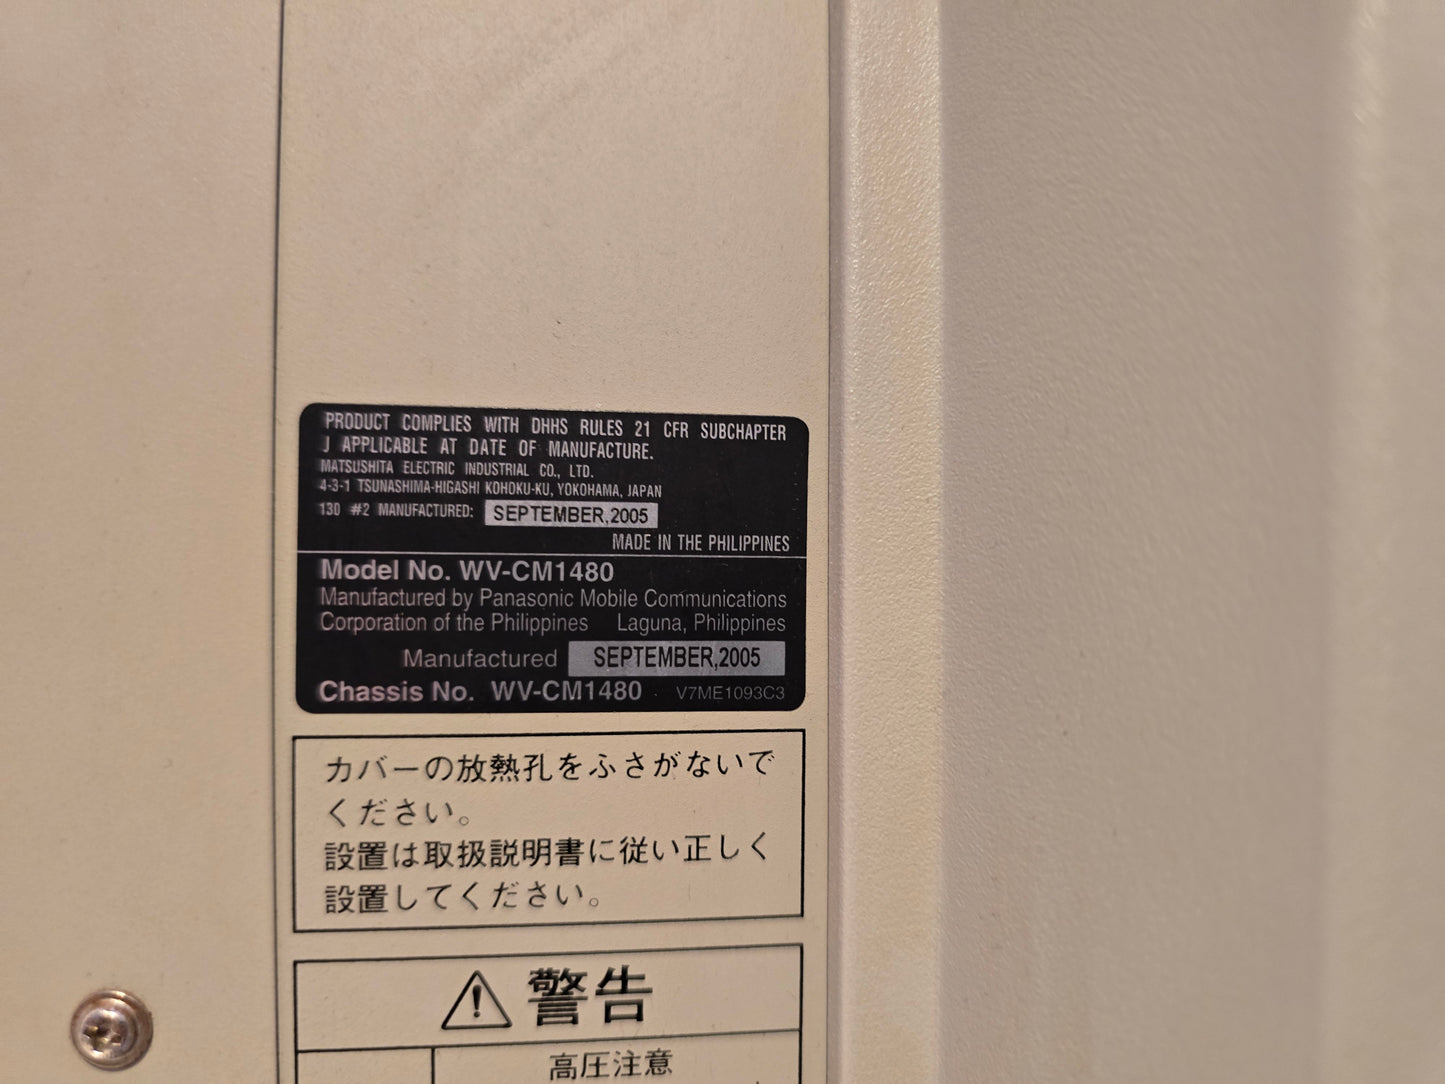 PRODUCT COMPLIES WITH DHHS RULES 21 CFR SUBCHAPTER
J APPLICABLE AT DATE OF MANUFACTURE.
MATSUSHITA ELECTRIC INDUSTRIAL CO., LTD.
4-3-1 TSUNASHIMA-HIGASHI KOHOKU-KU, YOKOHAMA, JAPAN
130 #2 MANUFACTURED: SEPTEMBER,2005
MADE IN THE PHILIPPINES
Model No. WV-CM1480
Manufactured by Panasonic Mobile Communications
Corporation of the Philippines Laguna, Philippines
Manufactured SEPTEMBER,2005
Chassis No. WV-CM1480 V7ME1093C3
カバーの放熱孔をふさがないで
ください。
設置は取扱説明書に従い正しく
設置してください。
警告
高圧注意